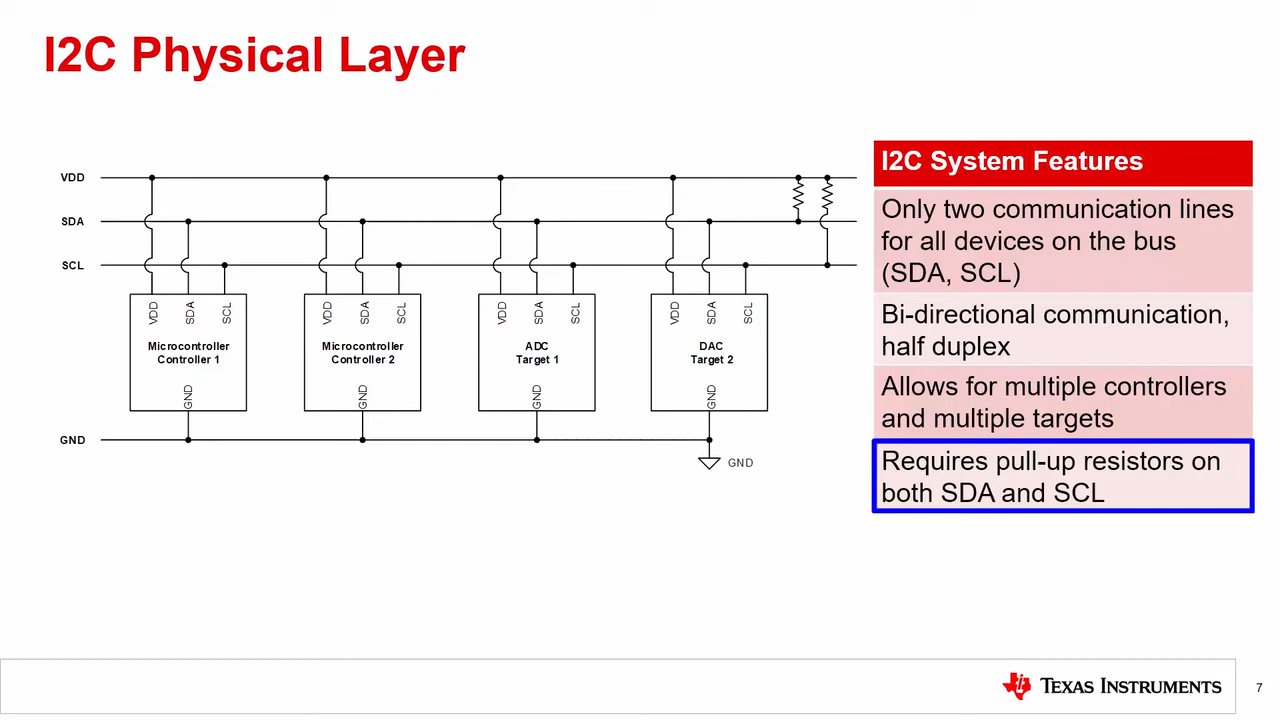 I2C Physical Layer
VDD
SDA
SCL
VDD SDA SCL
Microcontroller
Controller 1
GND
VDD SDA SCL
Microcontroller
Controller 2
GND
VDD SDA SCL
ADC
Target 1
GND
VDD SDA SCL
DAC
Target 2
GND
GND
GND
I2C System Features
Only two communication lines
for all devices on the bus
(SDA, SCL)
Bi-directional communication,
half duplex
Allows for multiple controllers
and multiple targets
Requires pull-up resistors on
both SDA and SCL
TEXAS INSTRUMENTS
7